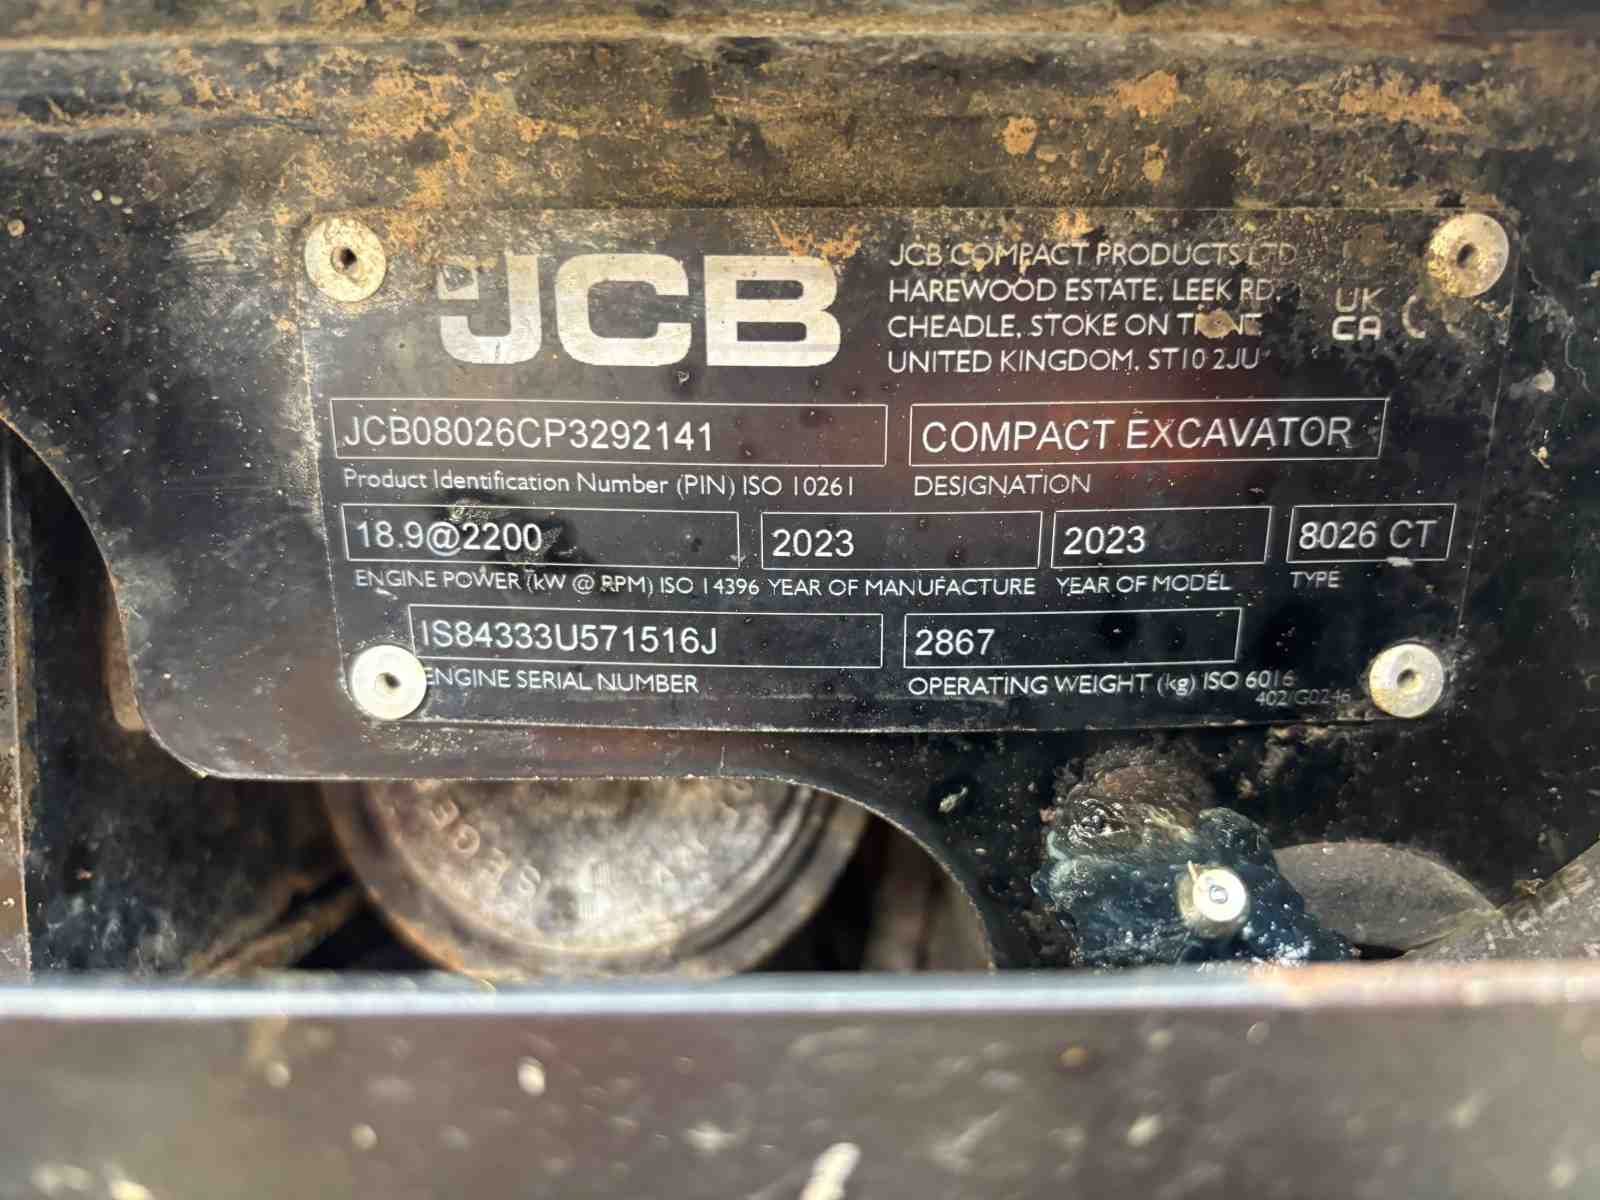 JCB
JCB COMPACT PRODUCTS LTD
HAREWOOD ESTATE, LEEK RD,
CHEADLE, STOKE ON TRENT
UNITED KINGDOM, ST10 2JU
UK
CA
JCB08026CP3292141
COMPACT EXCAVATOR
Product Identification Number (PIN) ISO 10261
DESIGNATION
18.9@2200
2023
2023
8026 CT
ENGINE POWER (kW @ RPM) ISO 14396
YEAR OF MANUFACTURE
YEAR OF MODEL
TYPE
IS84333U571516J
2867
ENGINE SERIAL NUMBER
OPERATING WEIGHT (kg) ISO 6016
402/G0246